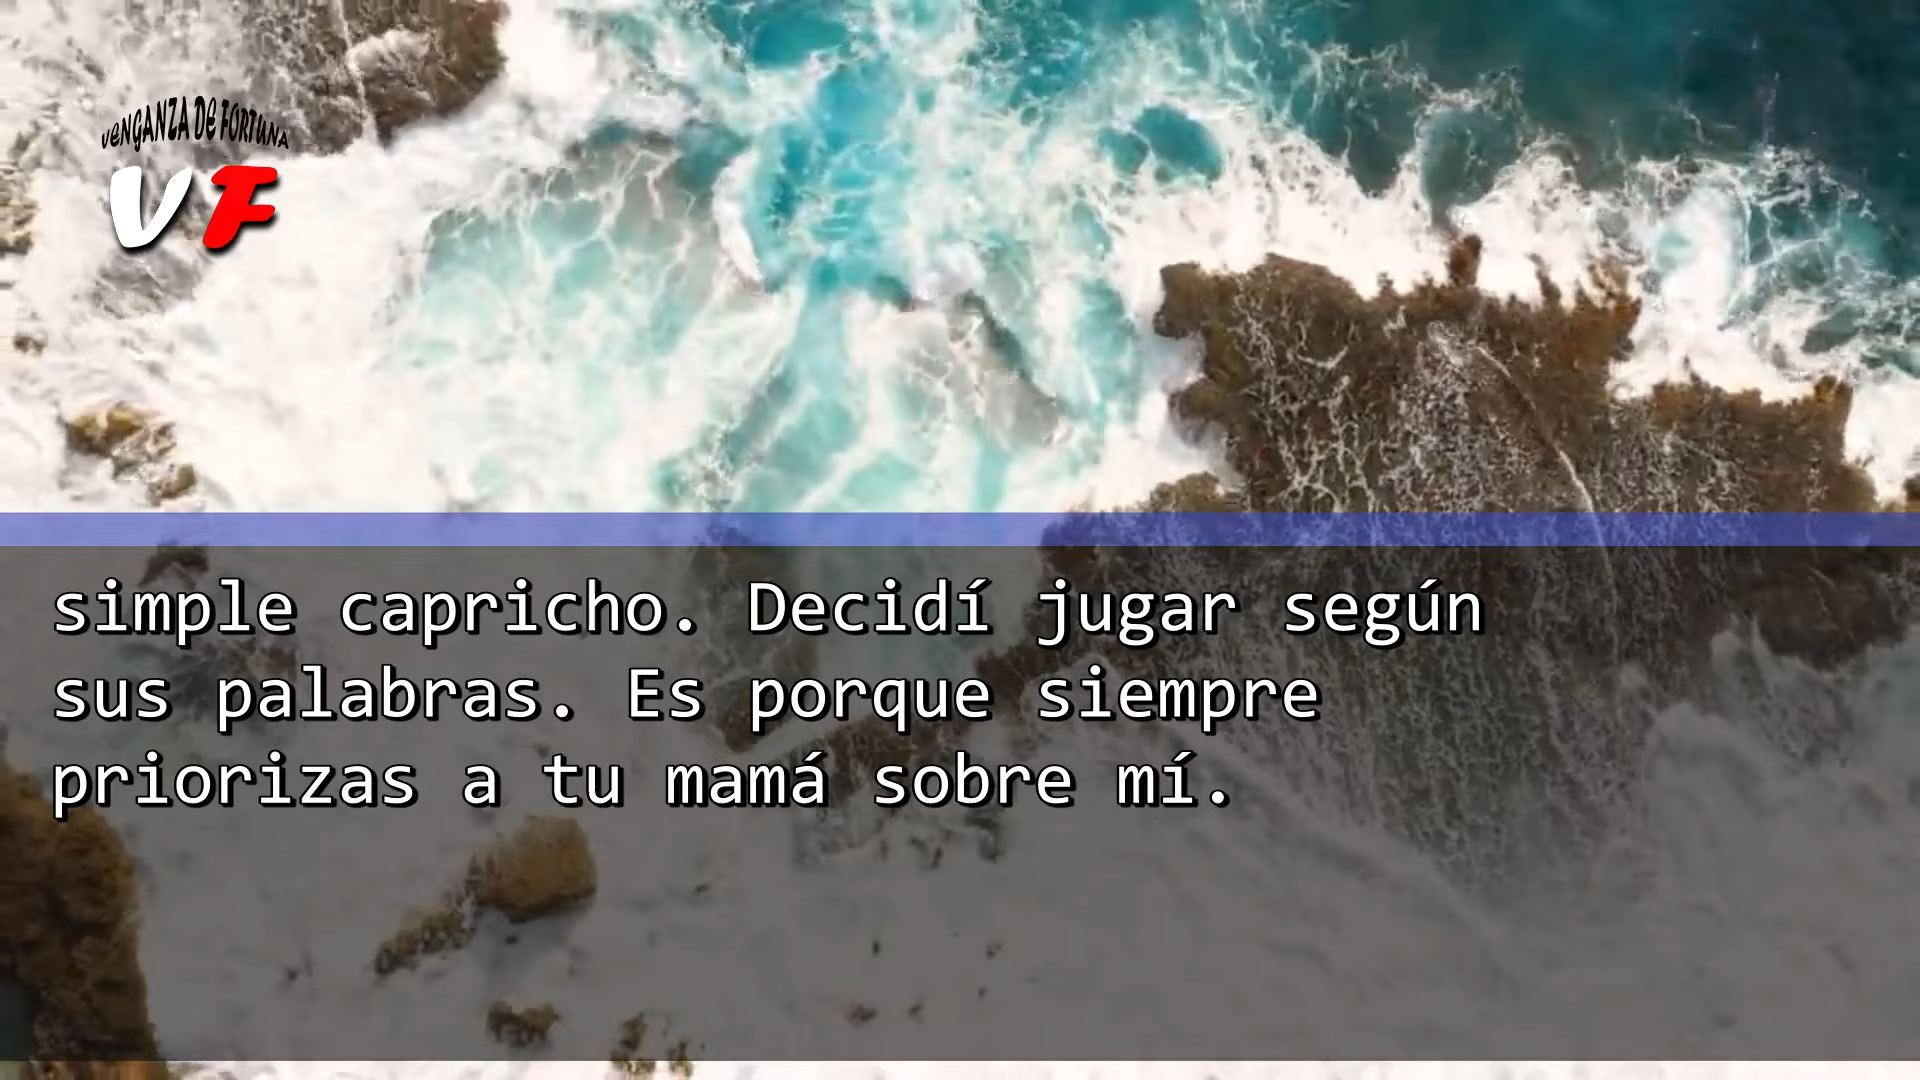 VENGANZA DE FORTUNA
VF
simple capricho. Decidí jugar según
sus palabras. Es porque siempre
priorizas a tu mamá sobre mí.